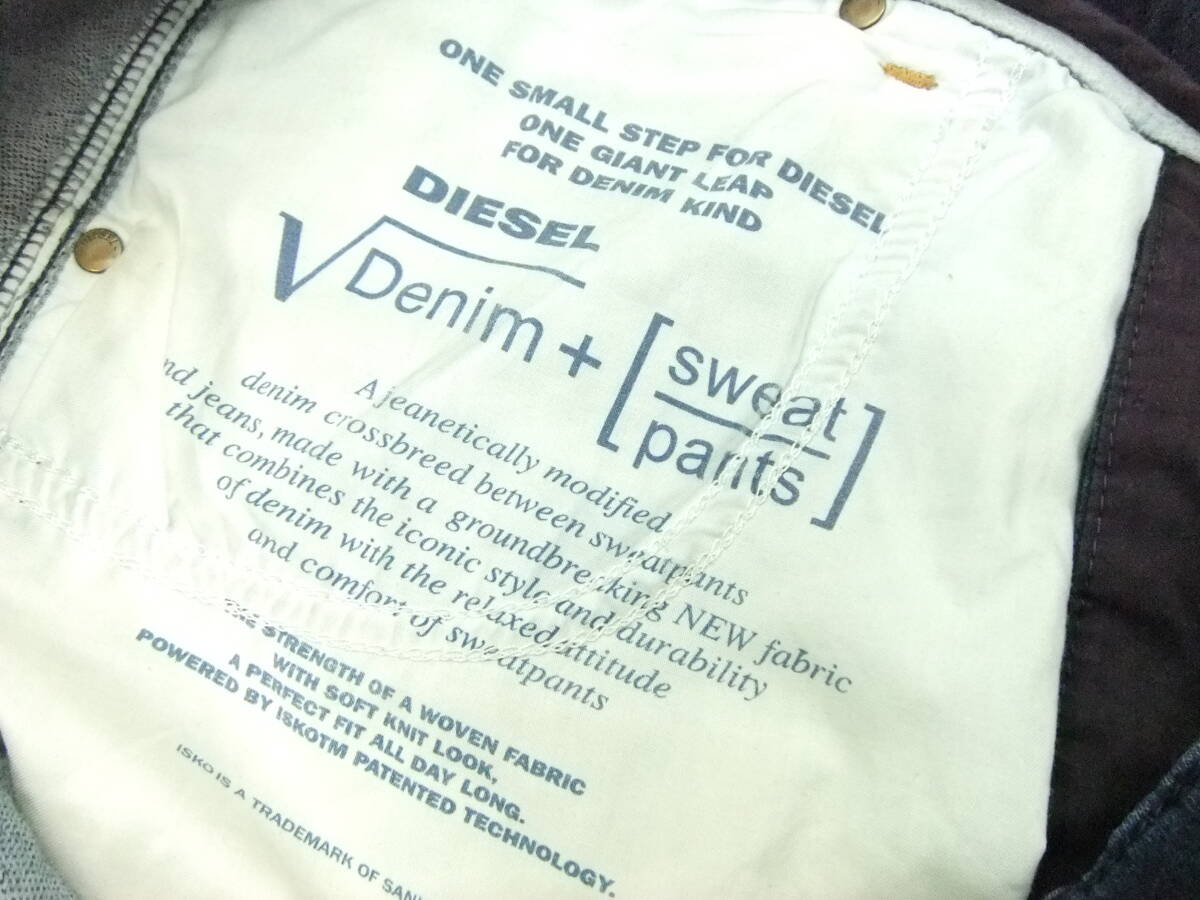 ONE SMALL STEP FOR DIESEL
ONE GIANT LEAP
FOR DENIM KIND
DIESEL
√Denim + [sweat
pants]
A jeanetically modified
denim crossbreed between sweatpants
jeans, made with a groundbreaking NEW fabric
that combines the iconic style and durability
of denim with the relaxed attitude
and comfort of sweatpants
STRENGTH OF A WOVEN FABRIC
WITH SOFT KNIT LOOK,
A PERFECT FIT ALL DAY LONG.
POWERED BY ISKOTM PATENTED TECHNOLOGY.
ISKO IS A TRADEMARK OF